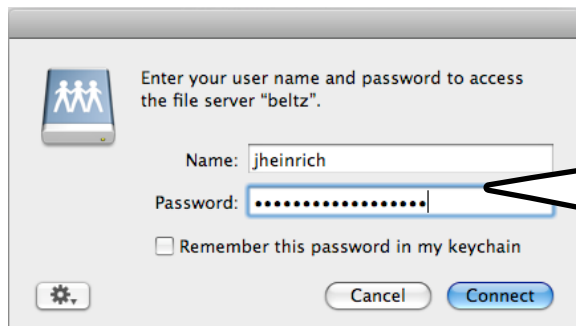 Enter your user name and password to access
the file server “beltz”.
Name: jheinrich
Password: ••••••••••••••••••
Remember this password in my keychain
Cancel Connect